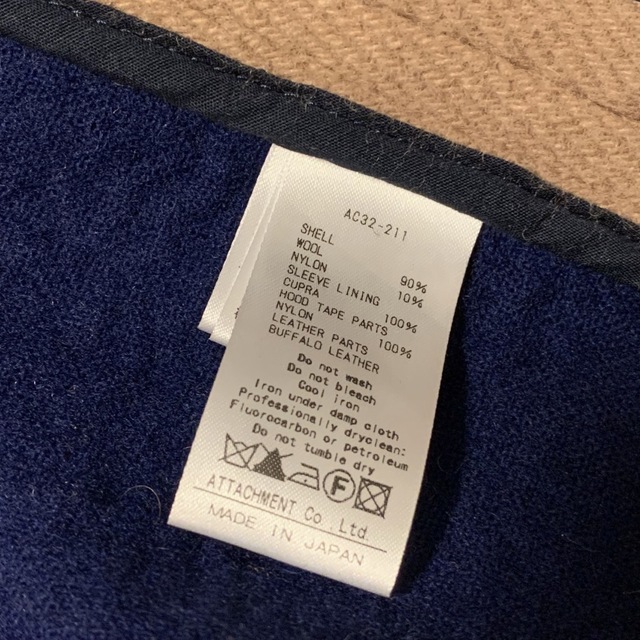 AC32-211
SHELL
WOOL 90%
NYLON 10%
SLEEVE LINING
CUPRA 100%
HOOD TAPE PARTS
NYLON 100%
LEATHER PARTS
BUFFALO LEATHER
Do not wash
Do not bleach
Cool iron
Iron under damp cloth
Professionally dryclean:
Fluorocarbon or petroleum
Do not tumble dry
F
ATTACHMENT Co.,Ltd.
MADE IN JAPAN